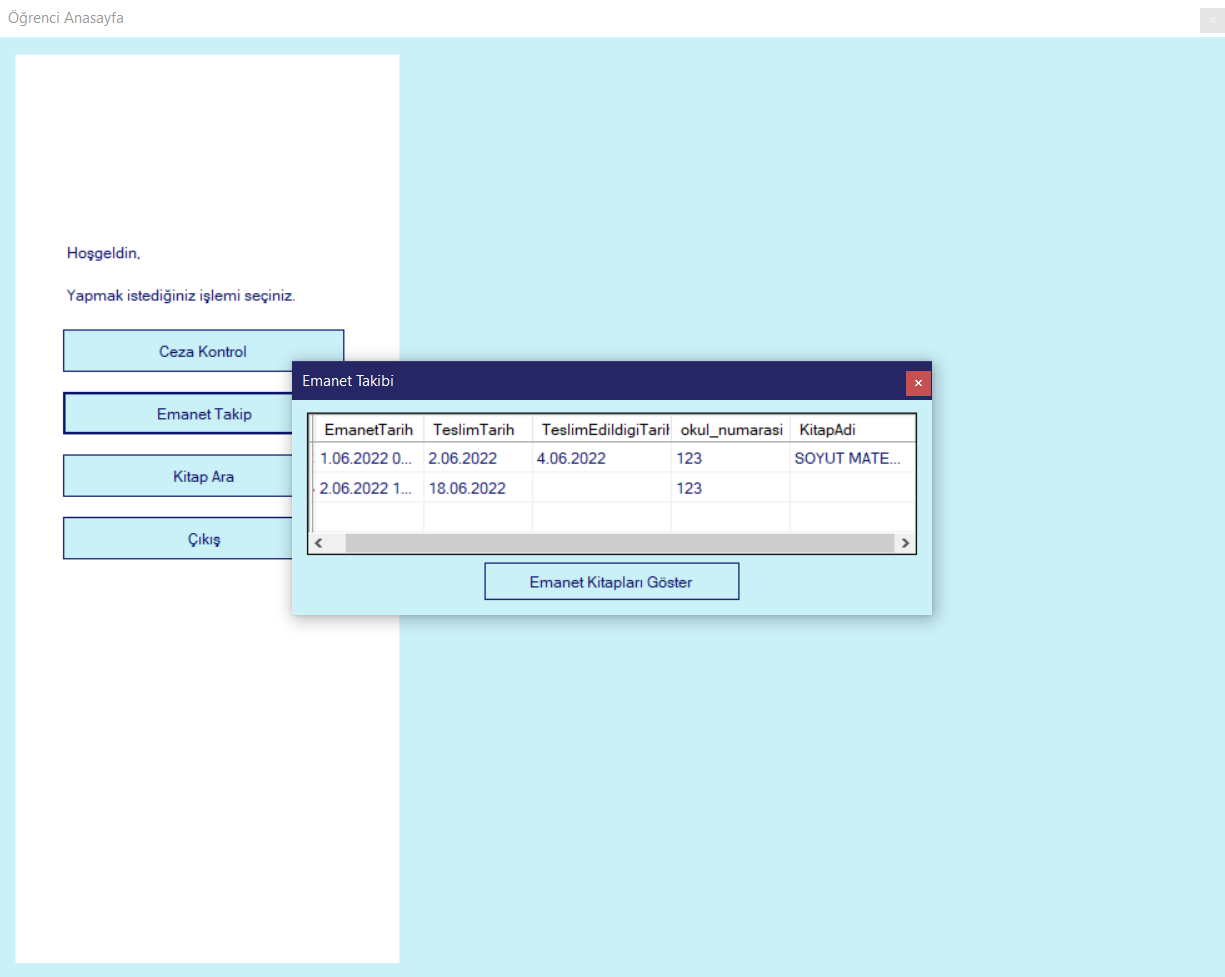 Öğrenci Anasayfa
Hoşgeldin,
Yapmak istediğiniz işlemi seçiniz.
Ceza Kontrol
Emanet Takip
Kitap Ara
Çıkış
Emanet Takibi
EmanetTarih TeslimTarih TeslimEdildigiTarih okul_numarasi KitapAdi
1.06.2022 0... 2.06.2022 4.06.2022 123 SOYUT MATE...
2.06.2022 1... 18.06.2022 123
Emanet Kitapları Göster